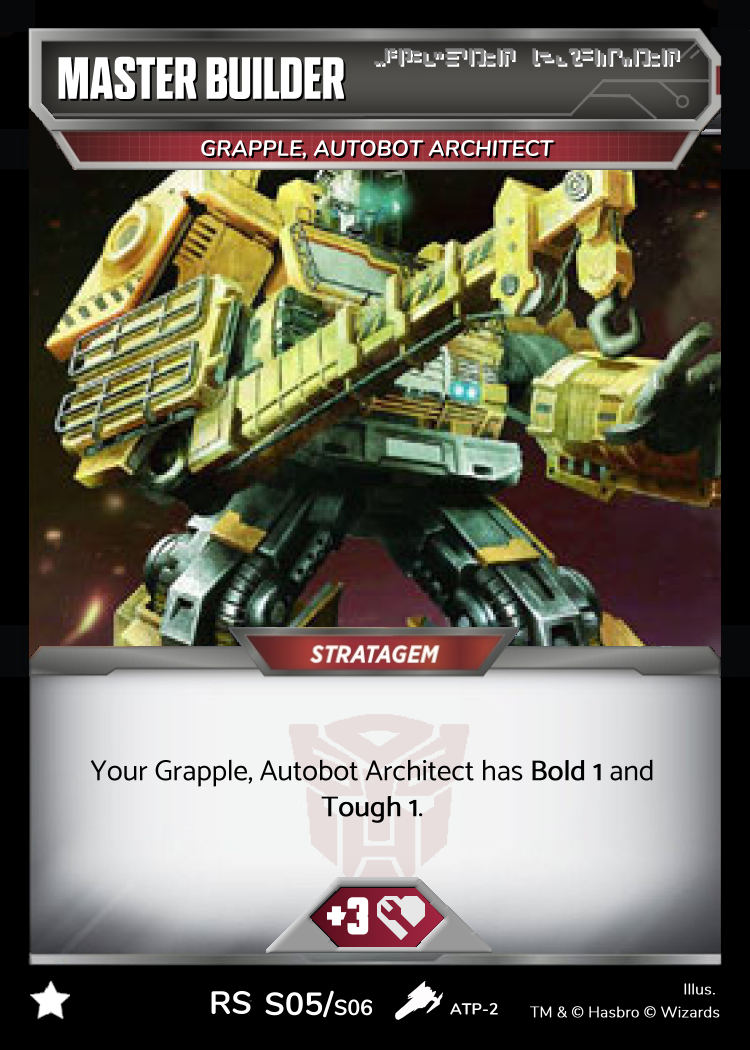 MASTER BUILDER
GRAPPLE, AUTOBOT ARCHITECT
STRATAGEM
Your Grapple, Autobot Architect has Bold 1 and
Tough 1.
+3
RS S05/S06 ATP-2
Illus.
TM & © Hasbro © Wizards